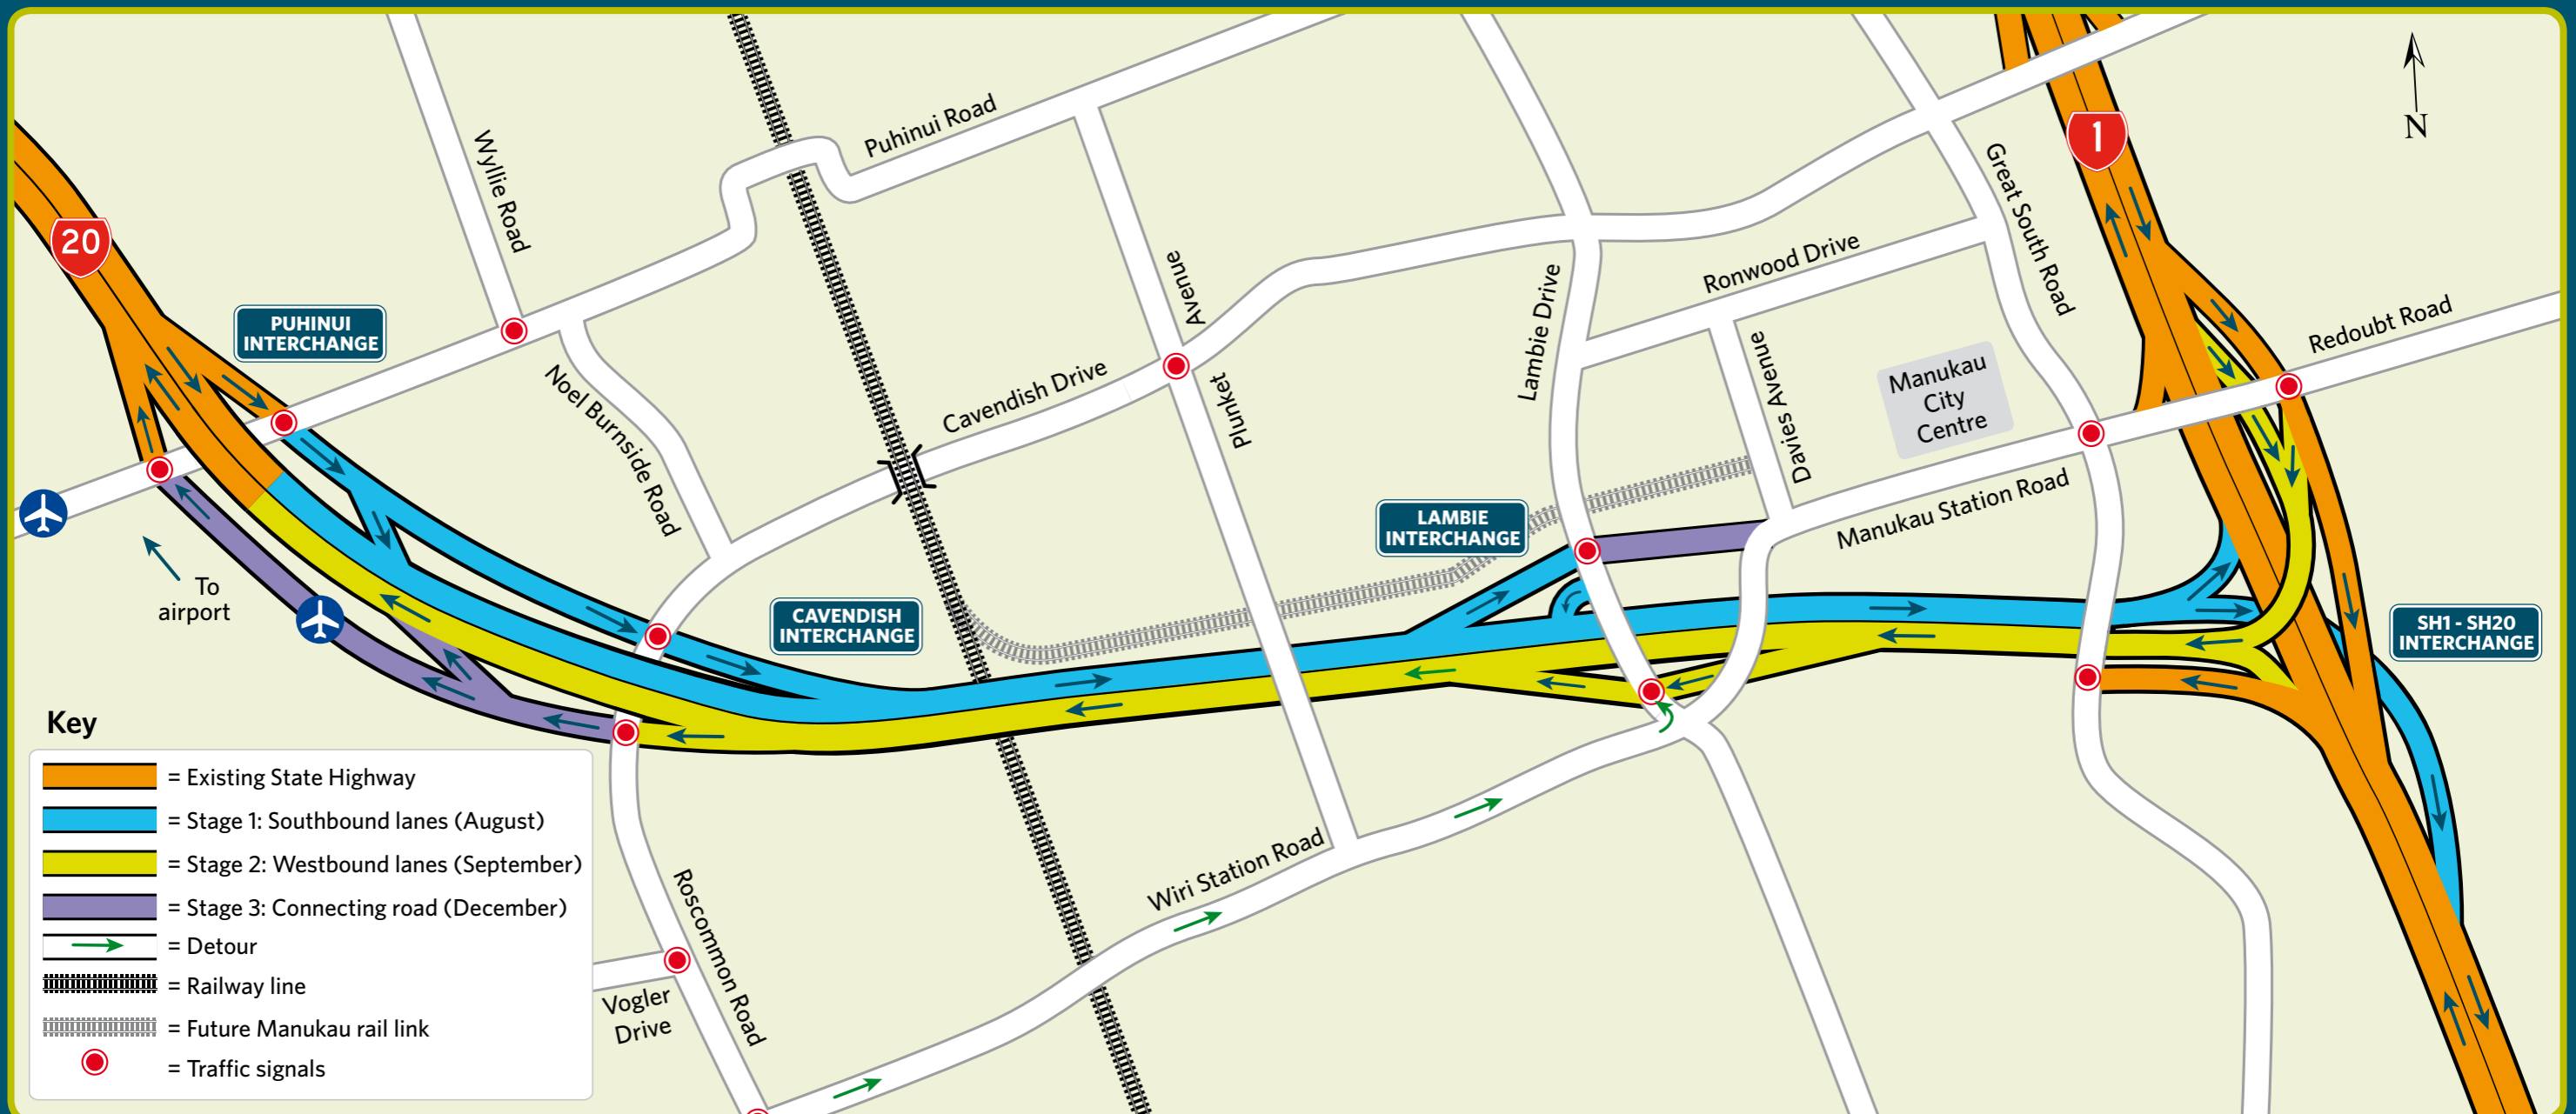 1
N
20
PUHINUI
INTERCHANGE
Wyllie Road
Puhinui Road
Noel Burnside Road
Cavendish Drive
Plunket
Avenue
Lambie Drive
Ronwood Drive
Davies Avenue
Manukau
City
Centre
Great South Road
Redoubt Road
Manukau Station Road
LAMBIE
INTERCHANGE
CAVENDISH
INTERCHANGE
SH1 - SH20
INTERCHANGE
To
airport
Wiri Station Road
Roscommon Road
Vogler
Drive
Key
= Existing State Highway
= Stage 1: Southbound lanes (August)
= Stage 2: Westbound lanes (September)
= Stage 3: Connecting road (December)
= Detour
= Railway line
= Future Manukau rail link
= Traffic signals